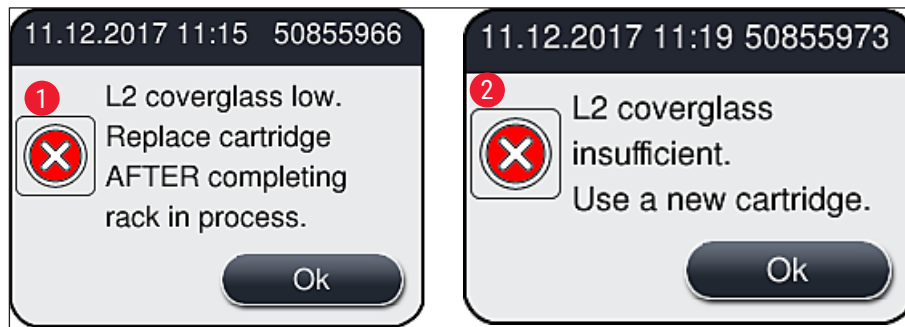 11.12.2017 11:15 50855966
1
L2 coverglass low.
Replace cartridge
AFTER completing
rack in process.
Ok
11.12.2017 11:19 50855973
2
L2 coverglass
insufficient.
Use a new cartridge.
Ok